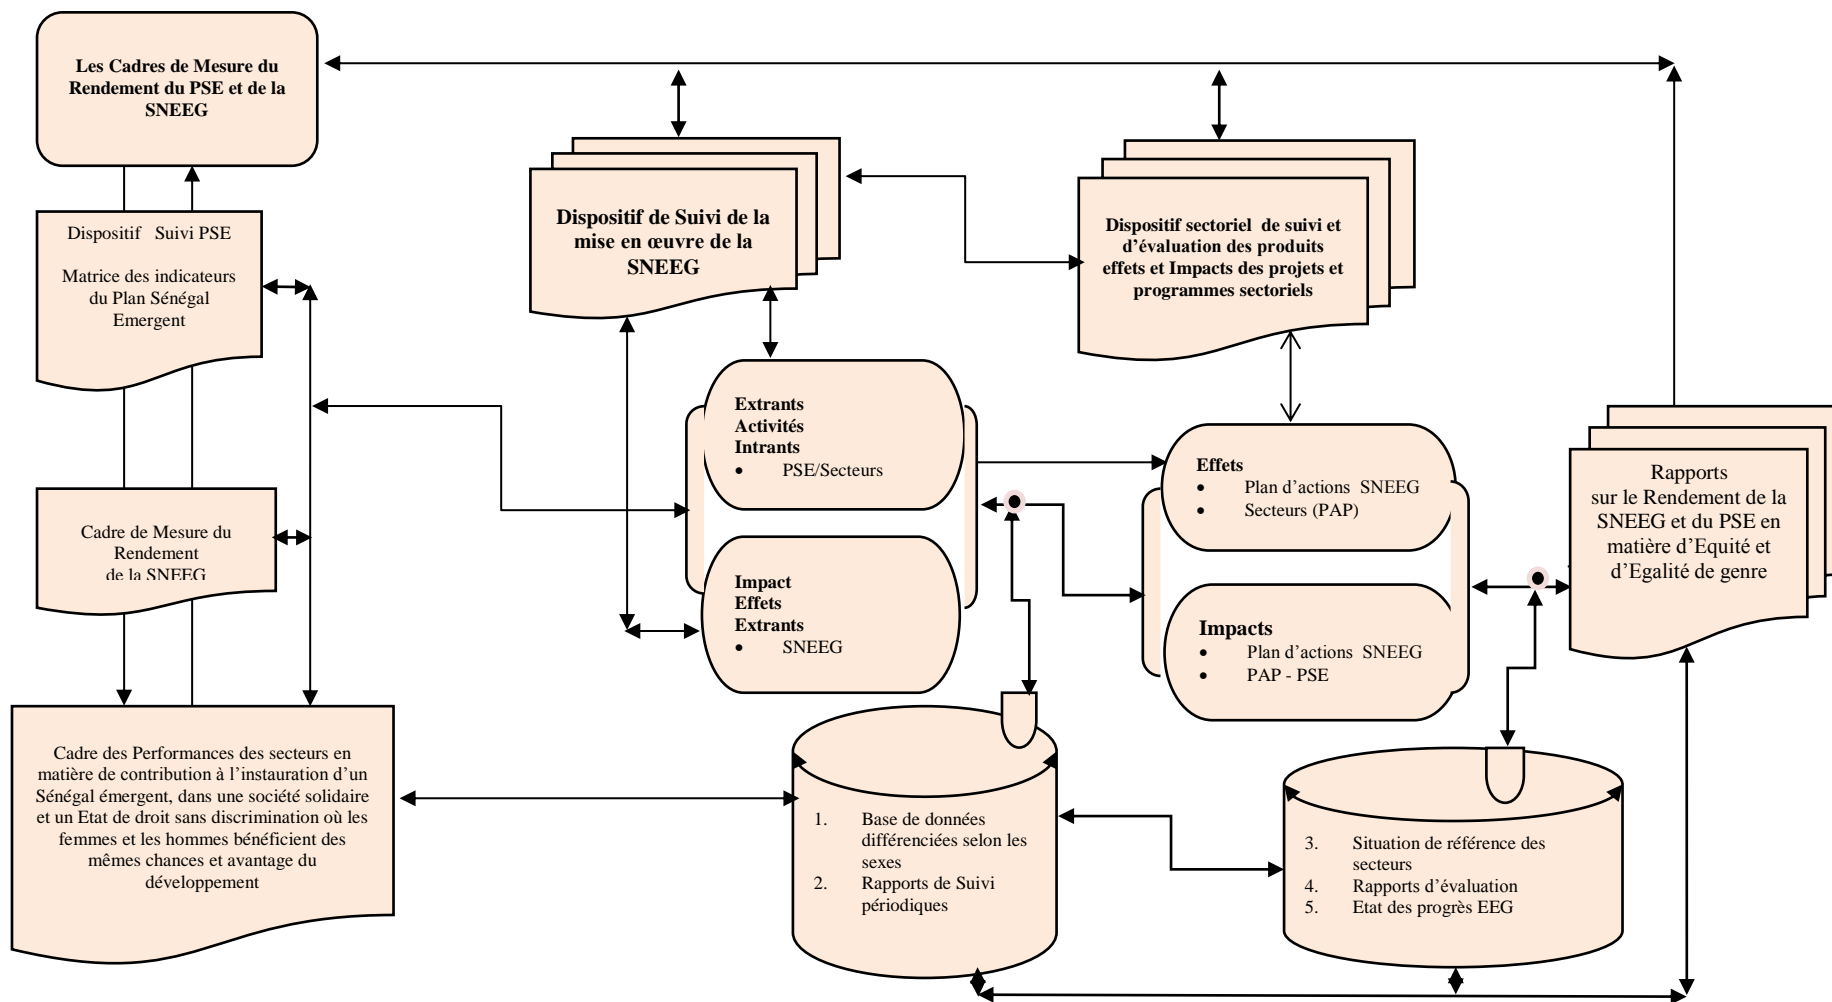 Les Cadres de Mesure du
Rendement du PSE et de la
SNEEG
Dispositif Suivi PSE
Matrice des indicateurs
du Plan Sénégal
Emergent
Cadre de Mesure du
Rendement
de la SNEEG
Cadre des Performances des secteurs en
matière de contribution à l'instauration d'un
Sénégal émergent, dans une société solidaire
et un Etat de droit sans discrimination où les
femmes et les hommes bénéficient des
mêmes chances et avantage du
développement
Dispositif de Suivi de la
mise en œuvre de la
SNEEG
Dispositif sectoriel de suivi et
d'évaluation des produits
effets et Impacts des projets et
programmes sectoriels
Extrants
Activités
Intrants
• PSE/Secteurs
Impact
Effets
Extrants
• SNEEG
Effets
• Plan d'actions SNEEG
• Secteurs (PAP)
Impacts
• Plan d'actions SNEEG
• PAP - PSE
Rapports
sur le Rendement de la
SNEEG et du PSE en
matière d'Equité et
d'Egalité de genre
1. Base de données
différenciées selon les
sexes
2. Rapports de Suivi
périodiques
3. Situation de référence des
secteurs
4. Rapports d'évaluation
5. Etat des progrès EEG